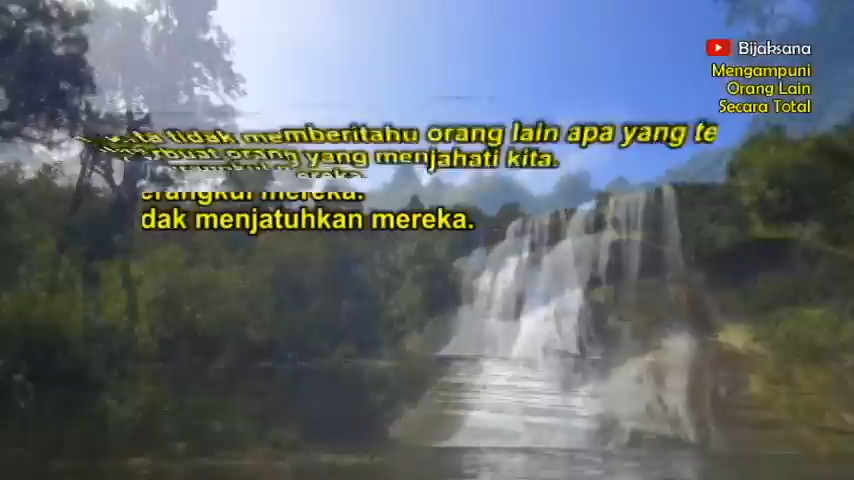 Bijaksana
Mengampuni
Orang Lain
Secara Total
Kita tidak memberitahu orang lain apa yang te
orang yang menjahati kita.
mereka.
dak menjatuhkan mereka.